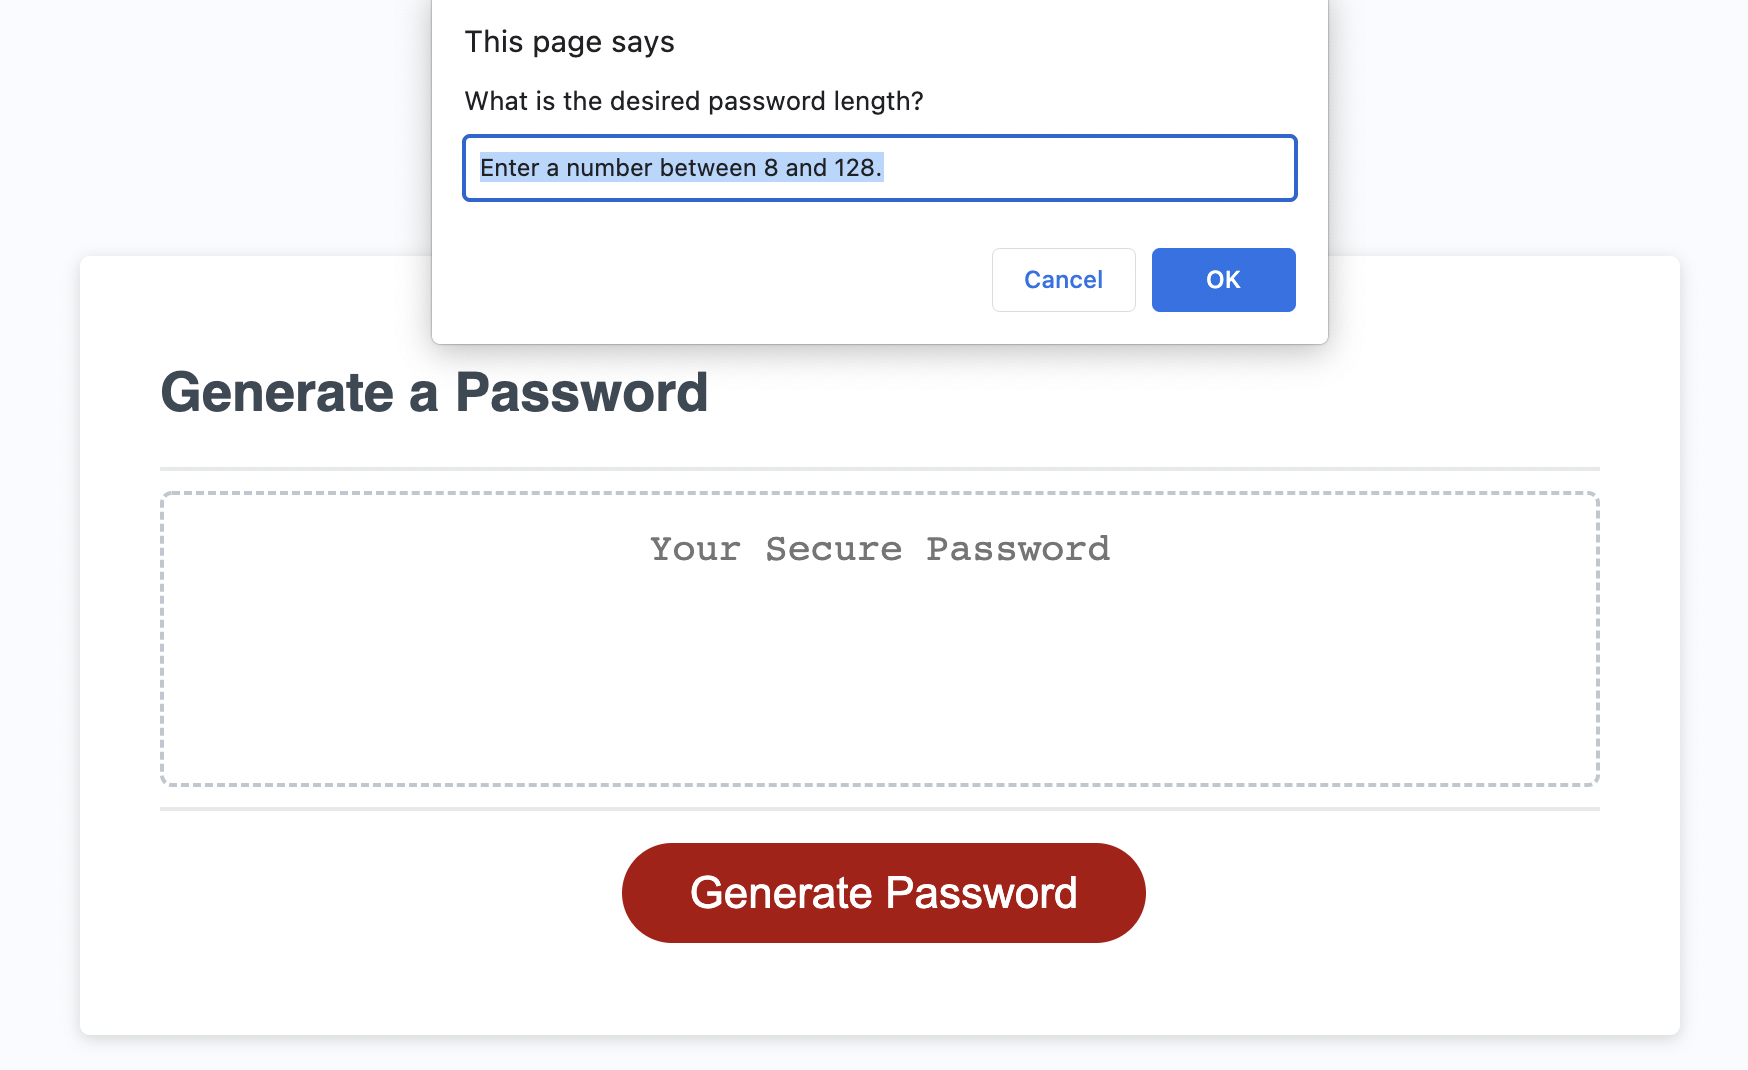 This page says
What is the desired password length?
Enter a number between 8 and 128.
Cancel OK
Generate a Password
Your Secure Password
Generate Password